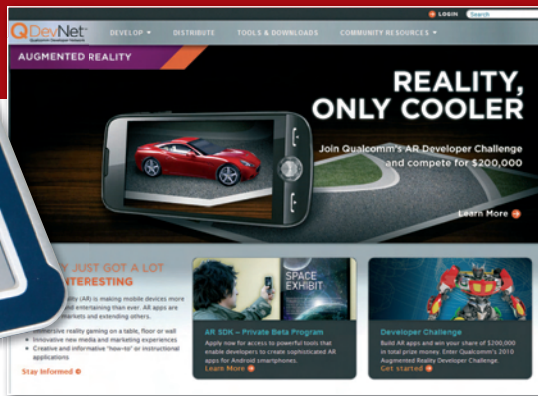 LOGIN Search
QDevNet
Qualcomm Developer Network
DEVELOP DISTRIBUTE TOOLS & DOWNLOADS COMMUNITY RESOURCES
AUGMENTED REALITY
REALITY,
ONLY COOLER
Join Qualcomm's AR Developer Challenge
and compete for $200,000
Learn More
JUST GOT A LOT
INTERESTING
(AR) is making mobile devices more
and entertaining than ever. AR apps are
markets and extending others.
reality gaming on a table, floor or wall
Innovative new media and marketing experiences
Creative and informative "how-to" or instructional
applications
Stay Informed
SPACE
EXHIBIT
AR SDK – Private Beta Program
Apply now for access to powerful tools that
enable developers to create sophisticated AR
apps for Android smartphones.
Learn More
Developer Challenge
Build AR apps and win your share of $200,000
in total prize money. Enter Qualcomm's 2010
Augmented Reality Developer Challenge.
Get started